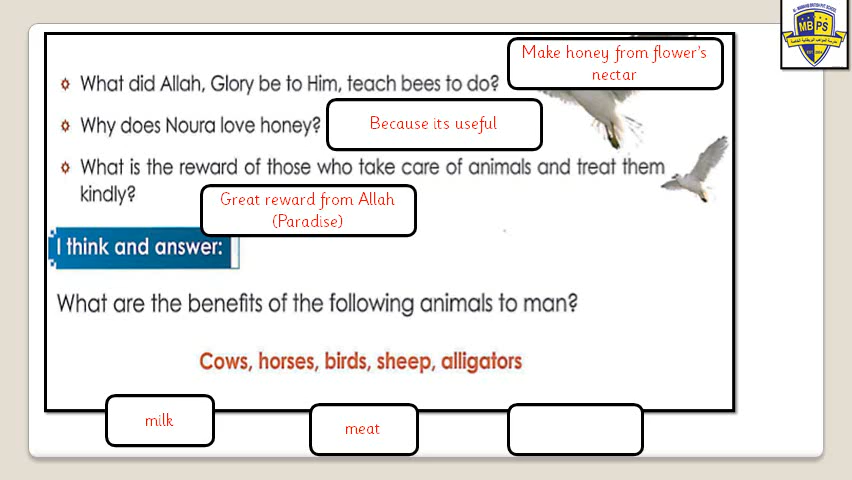 Make honey from flower's
nectar
What did Allah, Glory be to Him, teach bees to do?
Why does Noura love honey?
Because its useful
What is the reward of those who take care of animals and treat them
kindly?
Great reward from Allah
(Paradise)
I think and answer:
What are the benefits of the following animals to man?
Cows, horses, birds, sheep, alligators
milk
meat
MBPS